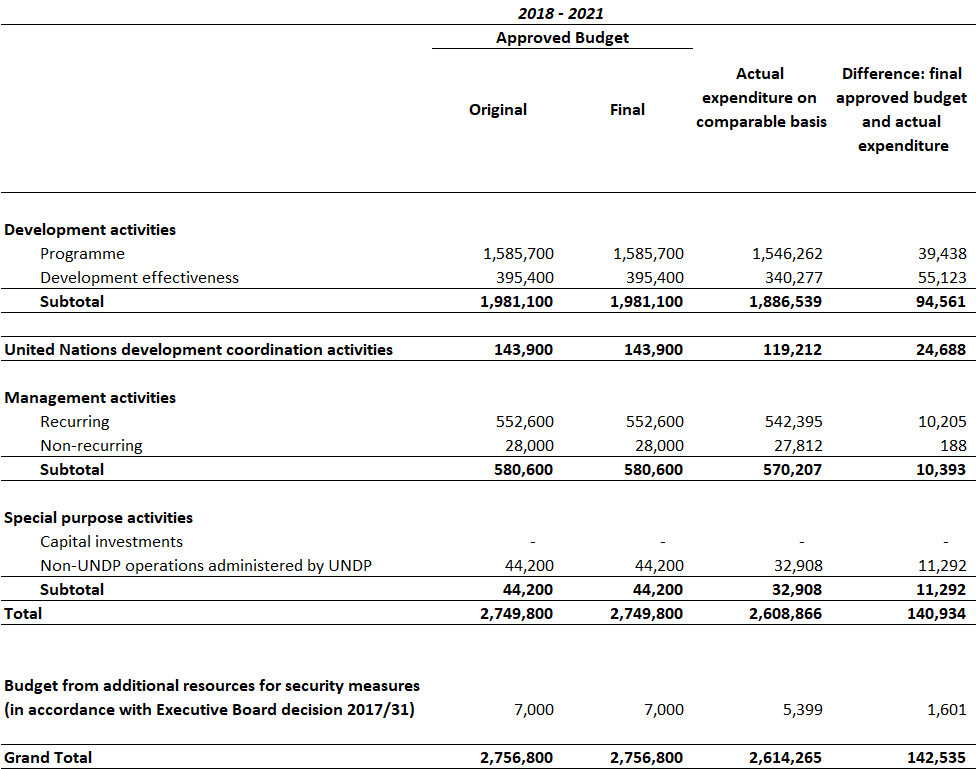 2018 - 2021
Approved Budget
Original Final Actual expenditure on comparable basis Difference: final approved budget and actual expenditure
Development activities
Programme 1,585,700 1,585,700 1,546,262 39,438
Development effectiveness 395,400 395,400 340,277 55,123
Subtotal 1,981,100 1,981,100 1,886,539 94,561
United Nations development coordination activities 143,900 143,900 119,212 24,688
Management activities
Recurring 552,600 552,600 542,395 10,205
Non-recurring 28,000 28,000 27,812 188
Subtotal 580,600 580,600 570,207 10,393
Special purpose activities
Capital investments - - - -
Non-UNDP operations administered by UNDP 44,200 44,200 32,908 11,292
Subtotal 44,200 44,200 32,908 11,292
Total 2,749,800 2,749,800 2,608,866 140,934
Budget from additional resources for security measures
(in accordance with Executive Board decision 2017/31) 7,000 7,000 5,399 1,601
Grand Total 2,756,800 2,756,800 2,614,265 142,535